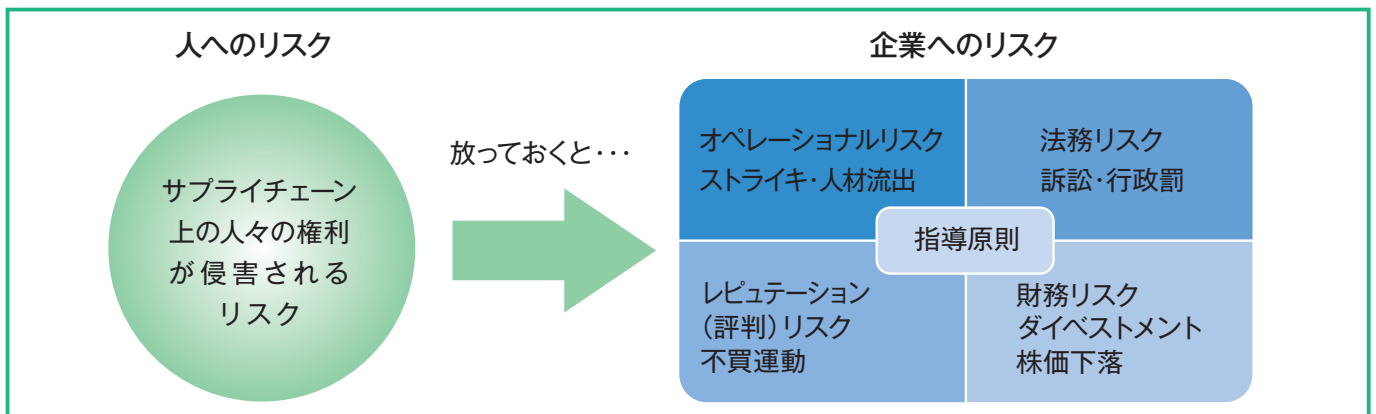 人へのリスク
企業へのリスク
サプライチェーン
上の人々の権利
が侵害される
リスク
放っておくと・・・
オペレーショナルリスク
ストライキ・人材流出
法務リスク
訴訟・行政罰
指導原則
レピュテーション
（評判）リスク
不買運動
財務リスク
ダイベストメント
株価下落